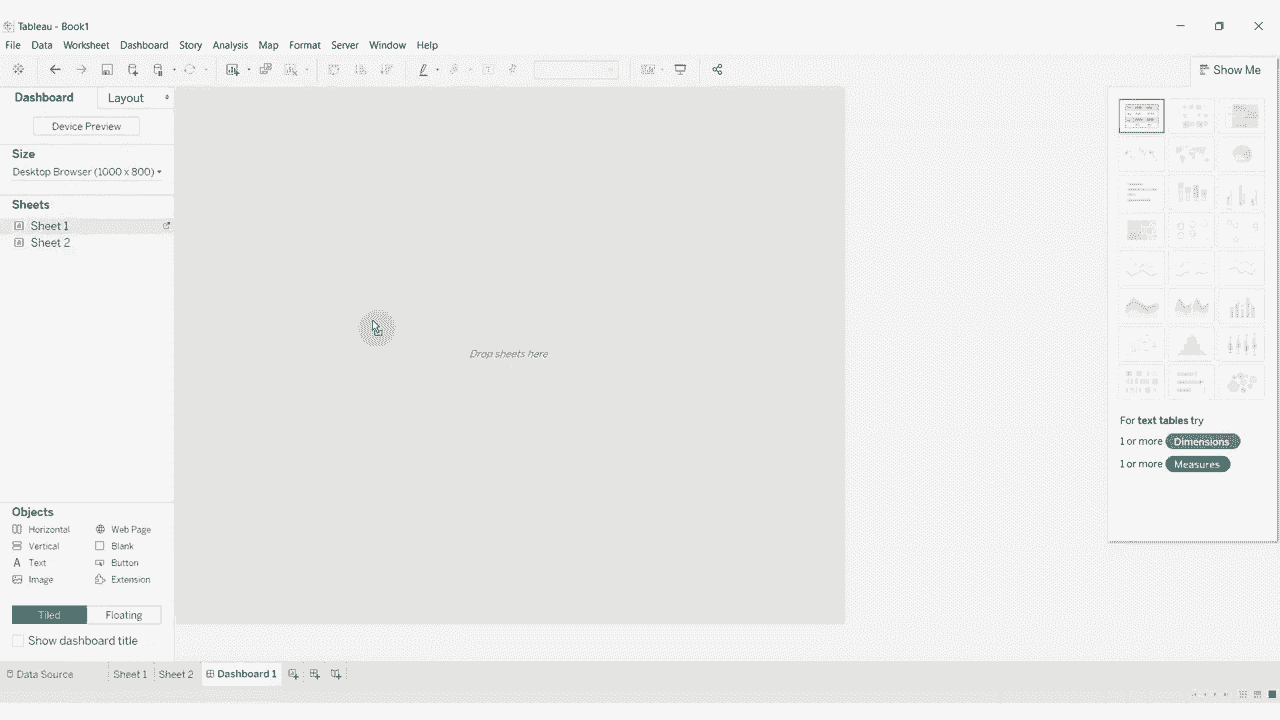 Tableau - Book1
File Data Worksheet Dashboard Story Analysis Map Format Server Window Help
Show Me
Dashboard Layout
Device Preview
Size
Desktop Browser (1000 x 800)
Sheets
Sheet 1
Sheet 2
Drop sheets here
For text tables try
1 or more Dimensions
1 or more Measures
Objects
Horizontal Web Page
Vertical Blank
A Text Button
Image Extension
Tiled Floating
Show dashboard title
Data Source Sheet 1 Sheet 2 Dashboard 1